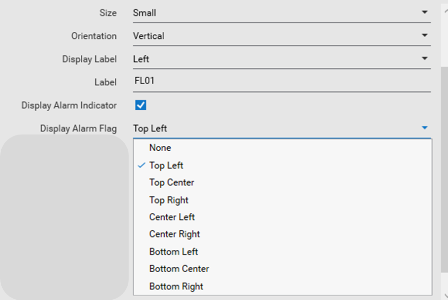 Size Small
Orientation Vertical
Display Label Left
Label FL01
Display Alarm Indicator
Display Alarm Flag Top Left
None
Top Left
Top Center
Top Right
Center Left
Center Right
Bottom Left
Bottom Center
Bottom Right